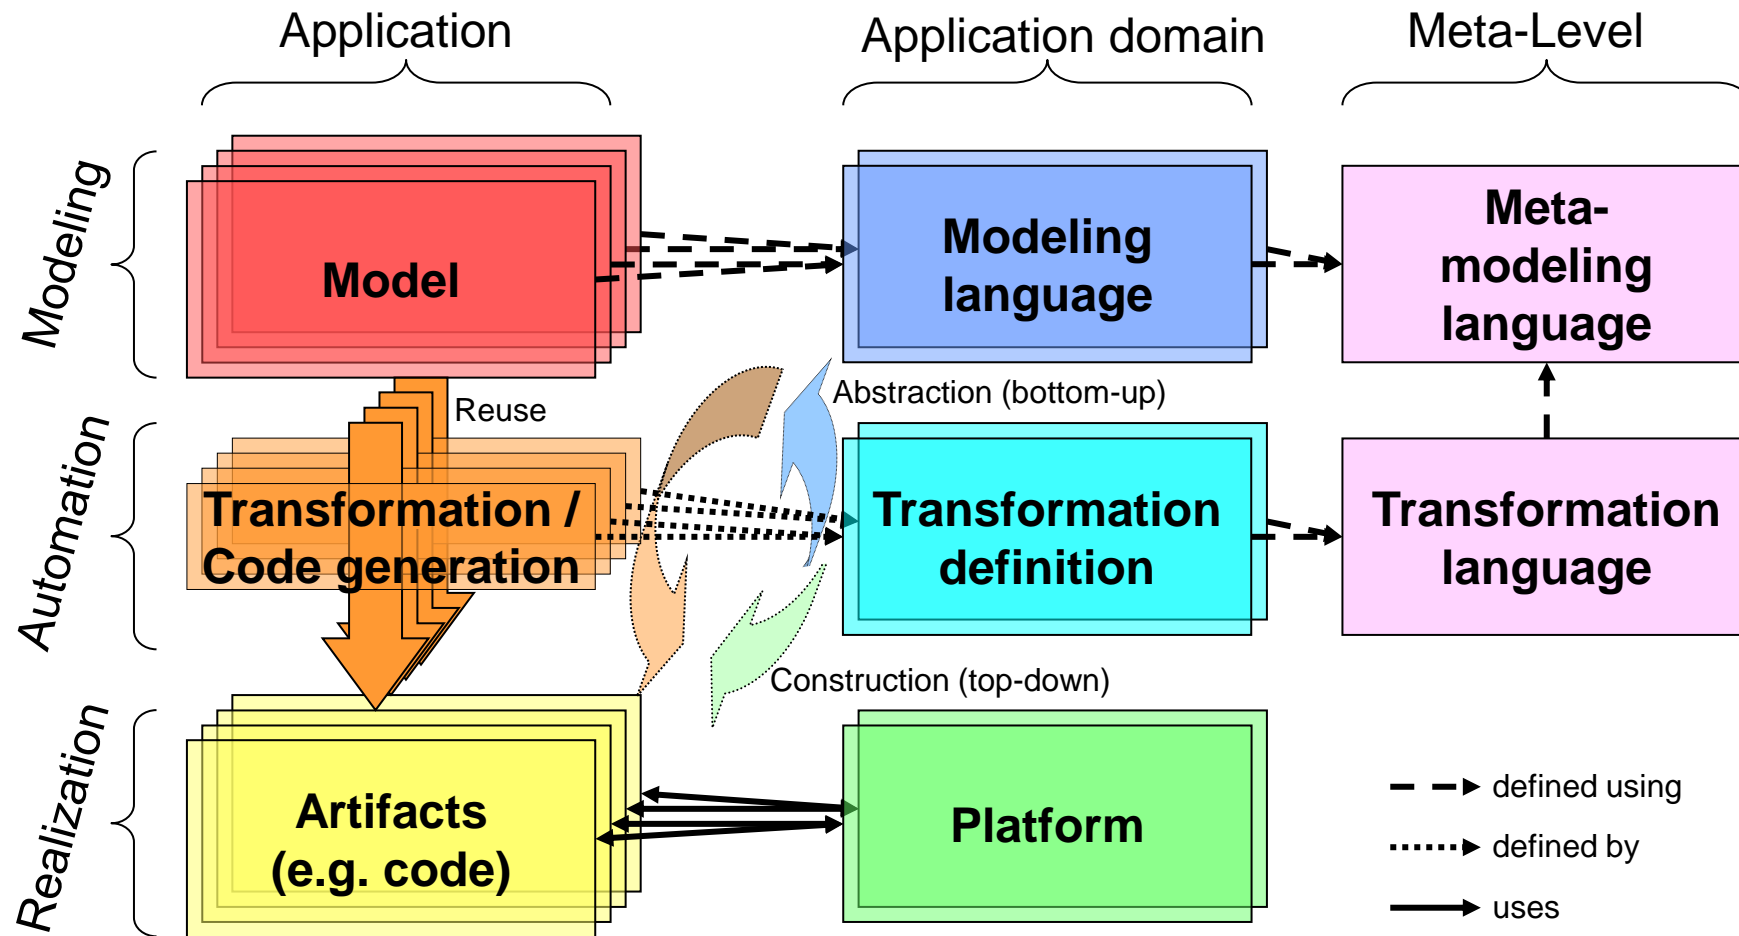 Application
Application domain
Meta-Level
Modeling
Model
Modeling
language
Meta-
modeling
language
Reuse
Abstraction (bottom-up)
Automation
Transformation /
Code generation
Transformation
definition
Transformation
language
Construction (top-down)
Realization
Artifacts
(e.g. code)
Platform
defined using
defined by
uses